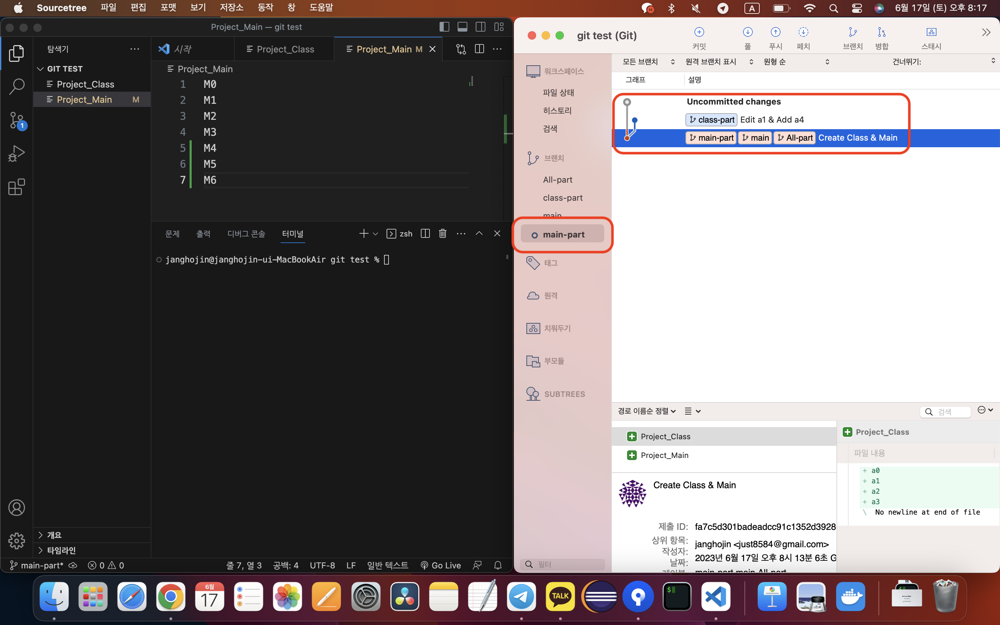 Sourcetree 파일 편집 포맷 보기 저장소 동작 창 도움말
A 6월 17일 (토) 오후 8:17
Project_Main — git test
탐색기
GIT TEST
Project_Class
Project_Main M
시작 Project_Class Project_Main M
Project_Main
1 M0
2 M1
3 M2
4 M3
5 M4
6 M5
7 M6
문제 출력 디버그 콘솔 터미널 zsh
janghojin@janghojin-ui-MacBookAir git test %
1
개요
타임라인
main-part* 0 0 줄 7, 열 3 공백: 4 UTF-8 LF 일반 텍스트 Go Live
git test (Git)
커밋 풀 푸시 페치 브랜치 병합 스태시
워크스페이스
파일 상태
히스토리
검색
브랜치
All-part
class-part
main
main-part
태그
원격
치워두기
부모듈
SUBTREES
필터
모든 브랜치 원격 브랜치 표시 원형 순 건너뛰기:
그래프 설명
Uncommitted changes
class-part Edit a1 & Add a4
main-part main All-part Create Class & Main
경로 이름순 정렬 검색
Project_Class
Project_Main
Create Class & Main
제출 ID: fa7c5d301badeadcc91c1352d3928
상위 항목:
작성자: janghojin <just8584@gmail.com>
날짜: 2023년 6월 17일 오후 8시 13분 6초 G
main-part main All-part
Project_Class
파일 내용
+ a0
+ a1
+ a2
+ a3
\ No newline at end of file
6월
17
TALK
$